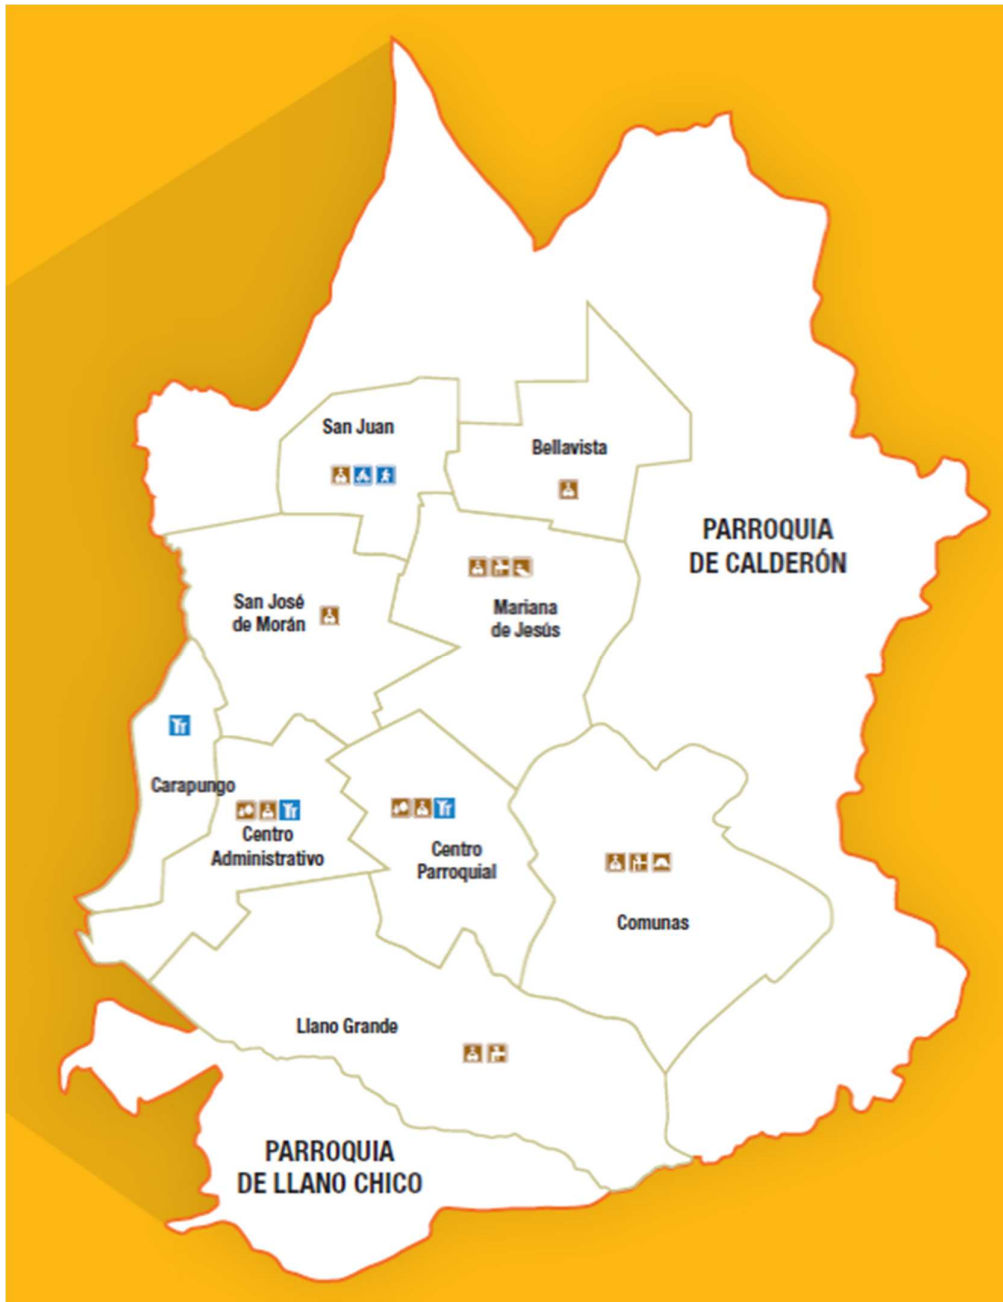 San Juan
Bellavista
PARROQUIA
DE CALDERÓN
San José
de Morán
Mariana
de Jesús
Carapungo
Centro
Administrativo
Centro
Parroquial
Comunas
Llano Grande
PARROQUIA
DE LLANO CHICO